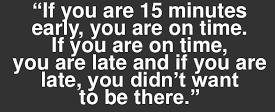 “If you are 15 minutes
early, you are on time.
If you are on time,
you are late and if you are
late, you didn’t want
to be there.”